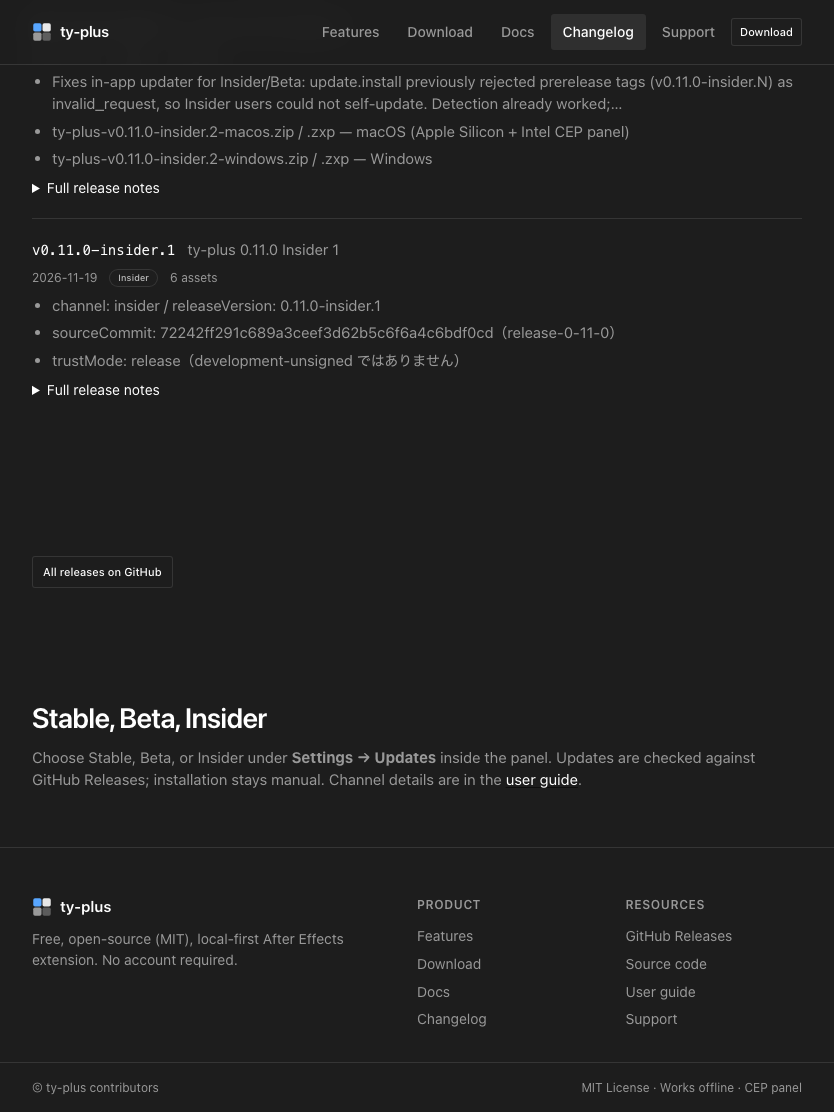 ty-plus
Features
Download
Docs
Changelog
Support
Download
• Fixes in-app updater for Insider/Beta: update.install previously rejected prerelease tags (v0.11.0-insider.N) as
invalid_request, so Insider users could not self-update. Detection already worked;...
• ty-plus-v0.11.0-insider.2-macos.zip / .zxp — macOS (Apple Silicon + Intel CEP panel)
• ty-plus-v0.11.0-insider.2-windows.zip / .zxp — Windows
▶ Full release notes
v0.11.0-insider.1 ty-plus 0.11.0 Insider 1
2026-11-19 Insider 6 assets
• channel: insider / releaseVersion: 0.11.0-insider.1
• sourceCommit: 72242ff291c689a3ceef3d62b5c6f6a4c6bdf0cd（release-0-11-0）
• trustMode: release（development-unsigned ではありません）
▶ Full release notes
All releases on GitHub
Stable, Beta, Insider
Choose Stable, Beta, or Insider under Settings → Updates inside the panel. Updates are checked against
GitHub Releases; installation stays manual. Channel details are in the user guide.
ty-plus
Free, open-source (MIT), local-first After Effects
extension. No account required.
PRODUCT
Features
Download
Docs
Changelog
RESOURCES
GitHub Releases
Source code
User guide
Support
© ty-plus contributors
MIT License · Works offline · CEP panel